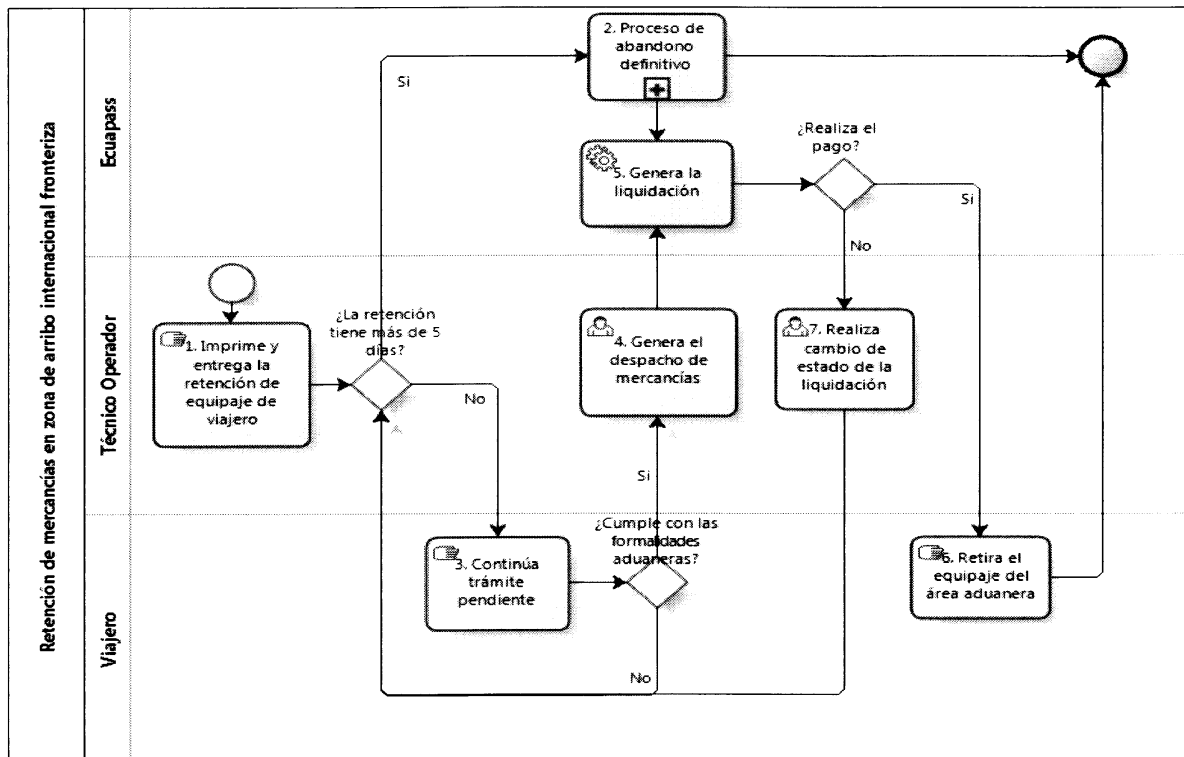 Retención de mercancías en zona de arribo internacional fronteriza
Ecuapass
2. Proceso de
abandono
definitivo
Si
5. Genera la
liquidación
¿Realiza el
pago?
Si
No
Técnico Operador
1. Imprime y
entrega la
retención de
equipaje de
viajero
¿La retención
tiene más de 5
días?
No
4. Genera el
despacho de
mercancías
Si
7. Realiza
cambio de
estado de la
liquidación
Viajero
3. Continúa
trámite
pendiente
¿Cumple con las
formalidades
aduaneras?
No
6. Retira el
equipaje del
área aduanera